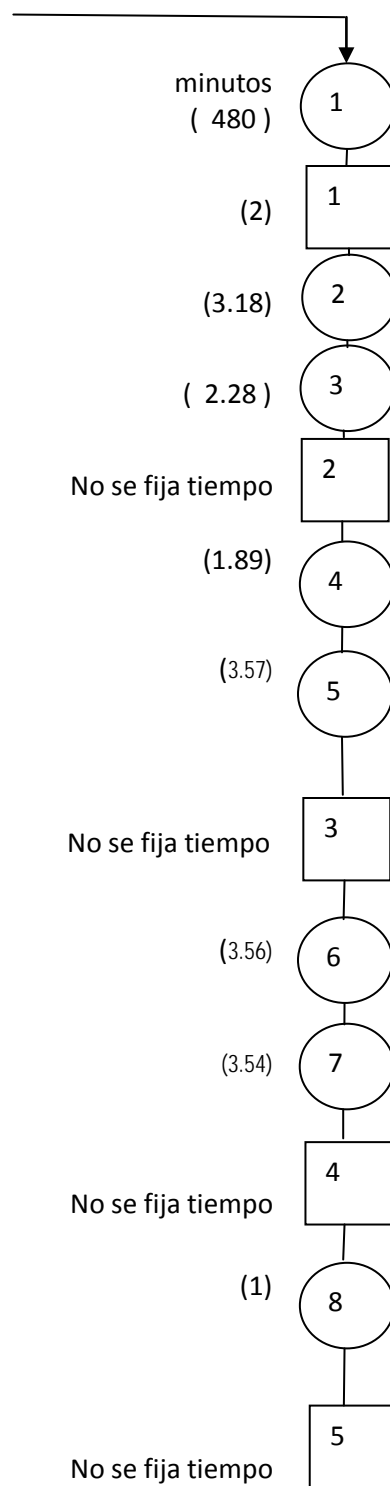 minutos
( 480 )
1
(2)
1
(3.18)
2
( 2.28 )
3
No se fija tiempo
2
(1.89)
4
(3.57)
5
No se fija tiempo
3
(3.56)
6
(3.54)
7
No se fija tiempo
4
(1)
8
No se fija tiempo
5